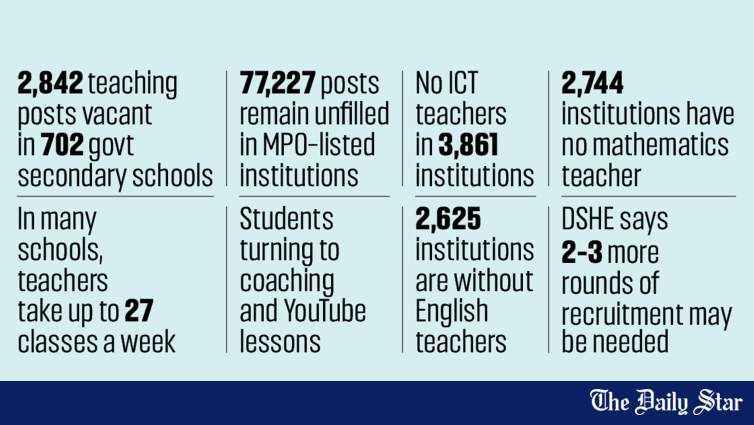 2,842 teaching
posts vacant
in 702 govt
secondary schools
77,227 posts
remain unfilled
in MPO-listed
institutions
No ICT
teachers
in 3,861
institutions
2,744
institutions have
no mathematics
teacher
In many
schools,
teachers
take up to 27
classes a week
Students
turning to
coaching
and YouTube
lessons
2,625
institutions
are without
English
teachers
DSHE says
2-3 more
rounds of
recruitment may
be needed
The Daily Star